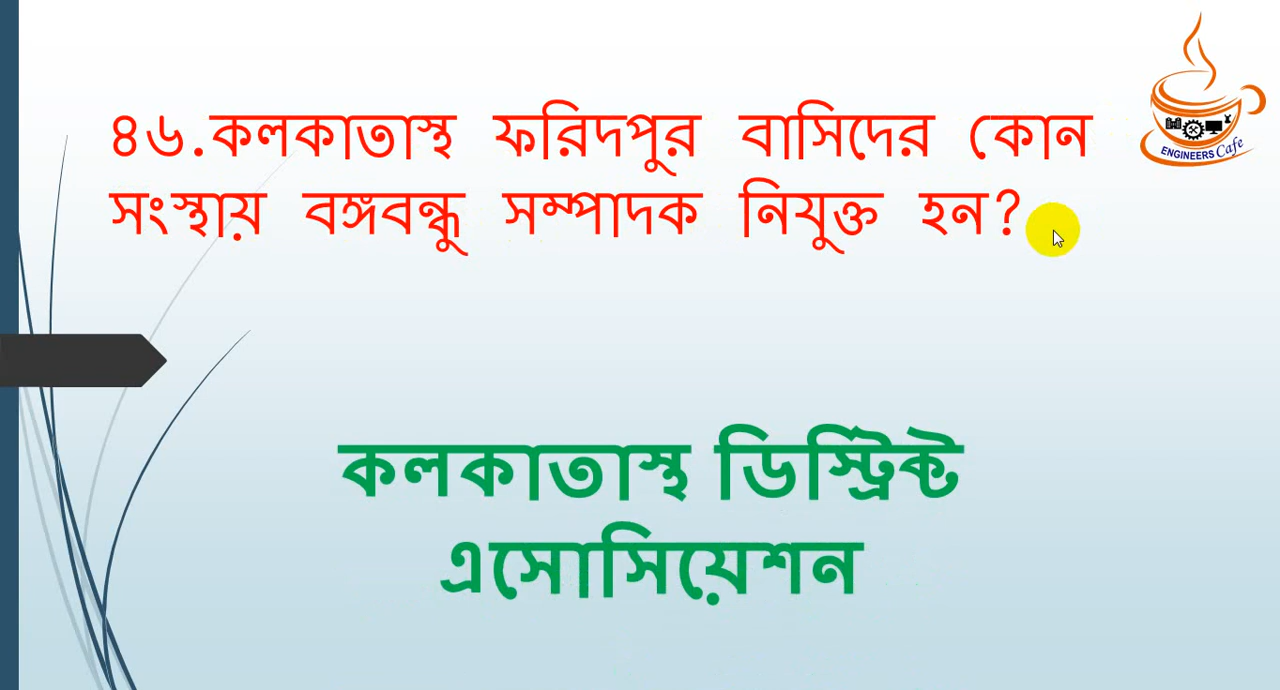 ৪৬.কলকাতাস্থ ফরিদপুর বাসিদের কোন
সংস্থায় বঙ্গবন্ধু সম্পাদক নিযুক্ত হন?
কলকাতাস্থ ডিস্ট্রিক্ট
এসোসিয়েশন
ENGINEERS Cafe